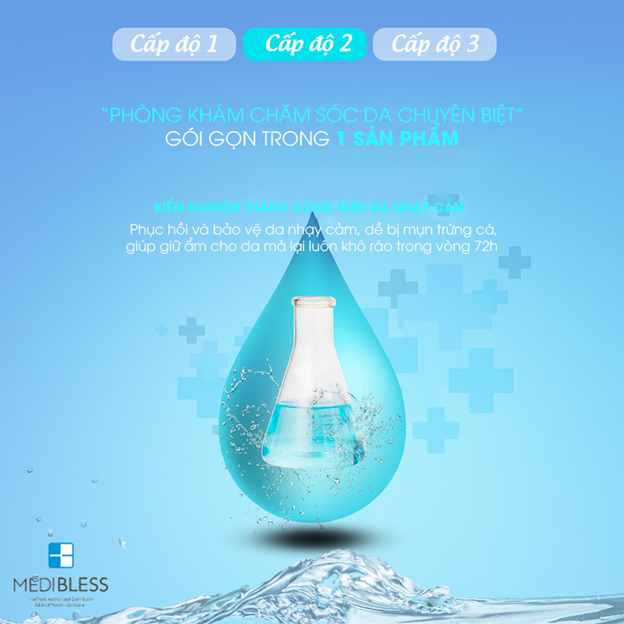 Cấp độ 1 Cấp độ 2 Cấp độ 3
“PHÒNG KHÁM CHĂM SÓC DA CHUYÊN BIỆT”
GÓI GỌN TRONG 1 SẢN PHẨM
KIỂM NGHIỆM THÀNH CÔNG TRÊN DA NHẠY CẢM
Phục hồi và bảo vệ da nhạy cảm, dễ bị mụn trứng cá,
giúp giữ ẩm cho da mà lại luôn khô ráo trong vòng 72h
MEDIBLESS